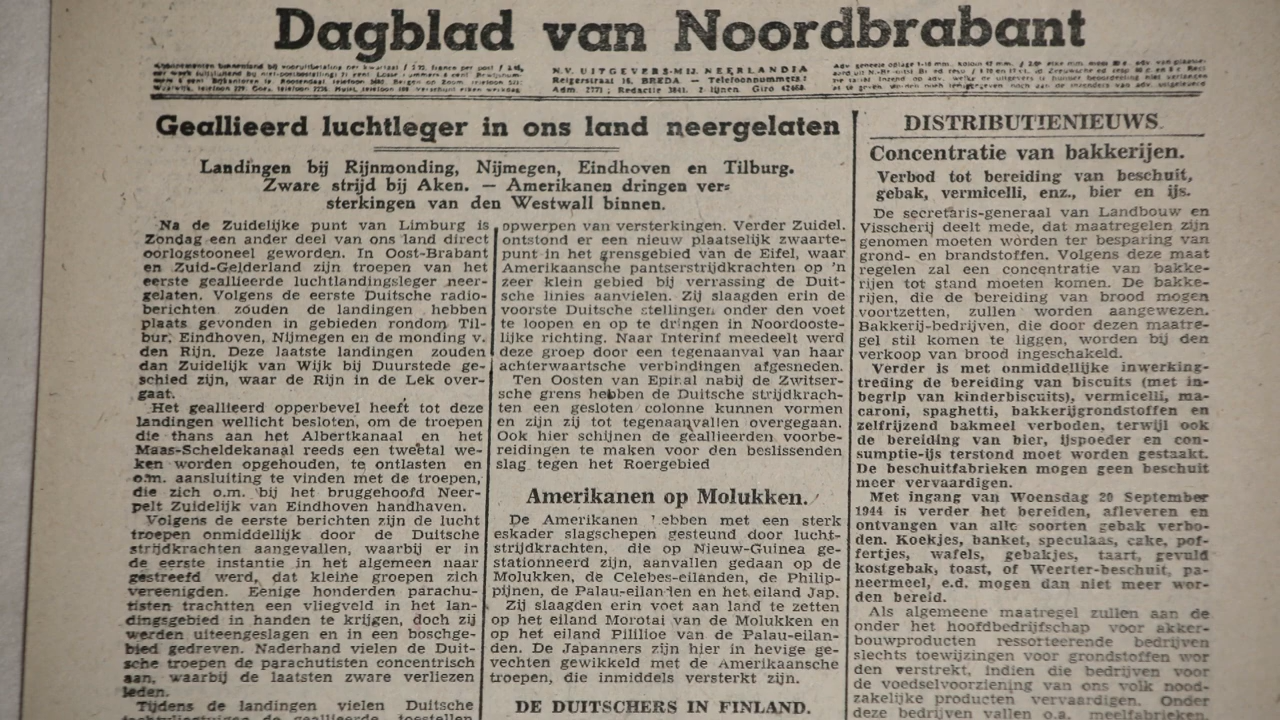 Dagblad van Noordbrabant
N.V. UITGEVERS-MIJ. NEERLANDIA
Reigerstraat 16, BREDA — Telefoonnummers:
Adm. 2771; Redactie 3841, 2 lijnen. Giro
Geallieerd luchtleger in ons land neergelaten
Landingen bij Rijnmonding, Nijmegen, Eindhoven en Tilburg.
Zware strijd bij Aken. — Amerikanen dringen ver=
sterkingen van den Westwall binnen.
Na de Zuidelijke punt van Limburg is
Zondag een ander deel van ons land direct
oorlogstooneel geworden. In Oost-Brabant
en Zuid-Gelderland zijn troepen van het
eerste geallieerde luchtlandingsleger neer-
gelaten. Volgens de eerste Duitsche radio-
berichten zouden de landingen hebben
plaats gevonden in gebieden rondom Til-
bur, Eindhoven, Nijmegen en de monding v.
den Rijn. Deze laatste landingen zouden
dan Zuidelijk van Wijk bij Duurstede ge-
schied zijn, waar de Rijn in de Lek over-
gaat.
Het geallieerd opperbevel heeft tot deze
landingen wellicht besloten, om de troepen
die thans aan het Albertkanaal en het
Maas-Scheldekanaal reeds een tweetal we-
ken worden opgehouden, te ontlasten en
o.m. aansluiting te vinden met de troepen,
die zich o.m. bij het bruggehoofd Neer-
pelt Zuidelijk van Eindhoven handhaven.
Volgens de eerste berichten zijn de lucht
troepen onmiddellijk door de Duitsche
strijdkrachten aangevallen, waarbij er in
de eerste instantie in het algemeen naar
gestreefd werd, dat kleine groepen zich
vereenigden. Eenige honderden parachu-
tisten trachtten een vliegveld in het lan-
dingsgebied in handen te krijgen, doch zij
werden uiteengeslagen en in een boschge-
bied gedreven. Naderhand vielen de Duit-
sche troepen de parachutisten concentrisch
aan, waarbij de laatsten zware verliezen
leden.
Tijdens de landingen vielen Duitsche
geallieerde toestellen
opwerpen van versterkingen. Verder Zuidel.
ontstond er een nieuw plaatselijk zwaarte-
punt in het grensgebied van de Eifel, waar
Amerikaansche pantserstrijdkrachten op 'n
zeer klein gebied bij verrassing de Duit-
sche linies aanvielen. Zij slaagden erin de
voorste Duitsche stellingen onder den voet
te loopen en op te dringen in Noordooste-
lijke richting. Naar Interinf meedeelt werd
deze groep door een tegenaanval van haar
achterwaartsche verbindingen afgesneden.
Ten Oosten van Epinal nabij de Zwitser-
sche grens hebben de Duitsche strijdkrach-
ten een gesloten colonne kunnen vormen
en zijn zij tot tegenaanvallen overgegaan.
Ook hier schijnen de geallieerden voorbe-
reidingen te maken voor den beslissenden
slag tegen het Roergebied
Amerikanen op Molukken.
De Amerikanen hebben met een sterk
eskader slagschepen gesteund door lucht-
strijdkrachten, die op Nieuw-Guinea ge-
stationneerd zijn, aanvallen gedaan op de
Molukken, de Celebes-eilanden, de Philip-
pijnen, de Palau-eilanden en het eiland Jap.
Zij slaagden erin voet aan land te zetten
op het eiland Morotai van de Molukken en
op het eiland Pililioe van de Palau-eilan-
den. De Japanners zijn hier in hevige ge-
vechten gewikkeld met de Amerikaansche
troepen, die inmiddels versterkt zijn.
DE DUITSCHERS IN FINLAND.
DISTRIBUTIENIEUWS.
Concentratie van bakkerijen.
Verbod tot bereiding van beschuit,
gebak, vermicelli, enz., bier en ijs.
De secretaris-generaal van Landbouw en
Visscherij deelt mede, dat maatregelen zijn
genomen moeten worden ter besparing van
grond- en brandstoffen. Volgens deze maat
regelen zal een concentratie van bakke-
rijen tot stand moeten komen. De bakke-
rijen, die de bereiding van brood mogen
voortzetten, zullen worden aangewezen.
Bakkerij-bedrijven, die door dezen maatre-
gel stil komen te liggen, worden bij den
verkoop van brood ingeschakeld.
Verder is met onmiddellijke inwerking-
treding de bereiding van biscuits (met in-
begrip van kinderbiscuits), vermicelli, ma-
caroni, spaghetti, bakkerijgrondstoffen en
zelfrijzend bakmeel verboden, terwijl ook
de bereiding van bier, ijspoeder en con-
sumptie-ijs terstond moet worden gestaakt.
De beschuitfabrieken mogen geen beschuit
meer vervaardigen.
Met ingang van Woensdag 20 September
1944 is verder het bereiden, afleveren en
ontvangen van alle soorten gebak verbo-
den. Koekjes, banket, speculaas, cake, pof-
fertjes, wafels, gebakjes, taart, gevuld
kostgebak, toast, of Weerter-beschuit, pa-
neermeel, e.d. mogen dan niet meer wor-
den bereid.
Als algemeene maatregel zullen aan de
onder het hoofdbedrijfschap voor akker-
bouwproducten ressorteerende bedrijven
slechts toewijzingen voor grondstoffen wor
den verstrekt, indien die bedrijven voor
de voedselvoorziening van ons volk nood-
zakelijke producten vervaardigen. Onder
deze bedrijven vallen o.a. meelfabrieken,